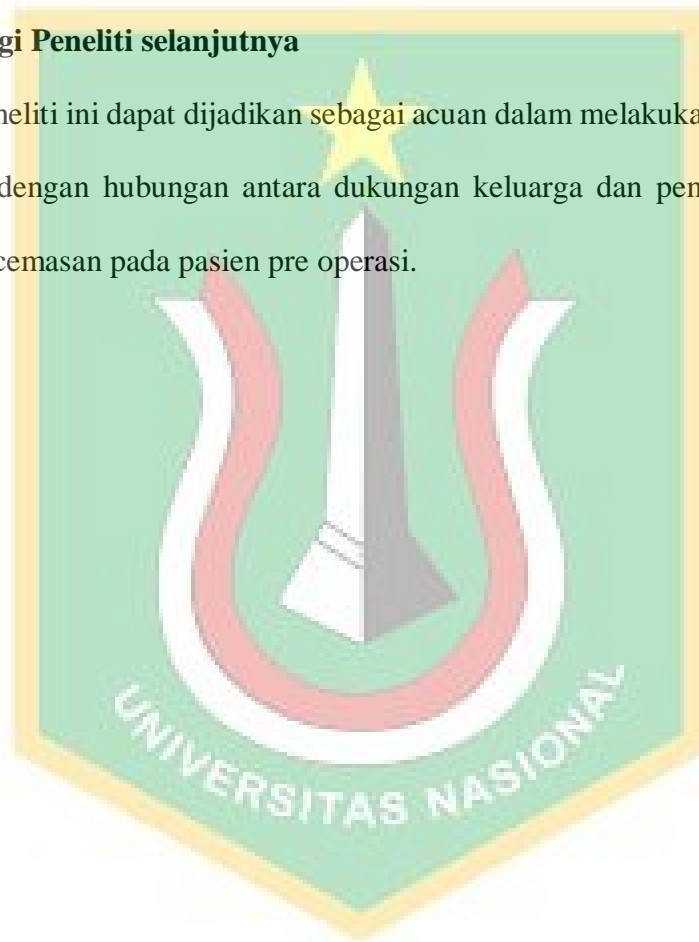 gi Peneliti selanjutnya
neliti ini dapat dijadikan sebagai acuan dalam melakuka
dengan hubungan antara dukungan keluarga dan pen
cemasan pada pasien pre operasi.
UNIVERSITAS NASIONAL